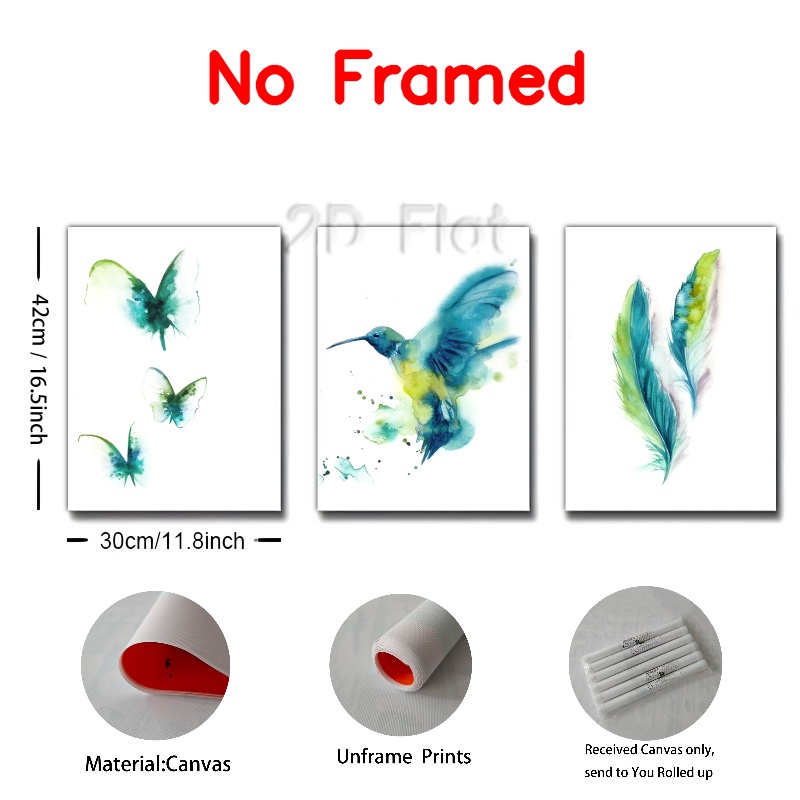 No Framed
2D Flat
42cm / 16.5inch
30cm/11.8inch
Material:Canvas
Unframe Prints
Received Canvas only,
send to You Rolled up